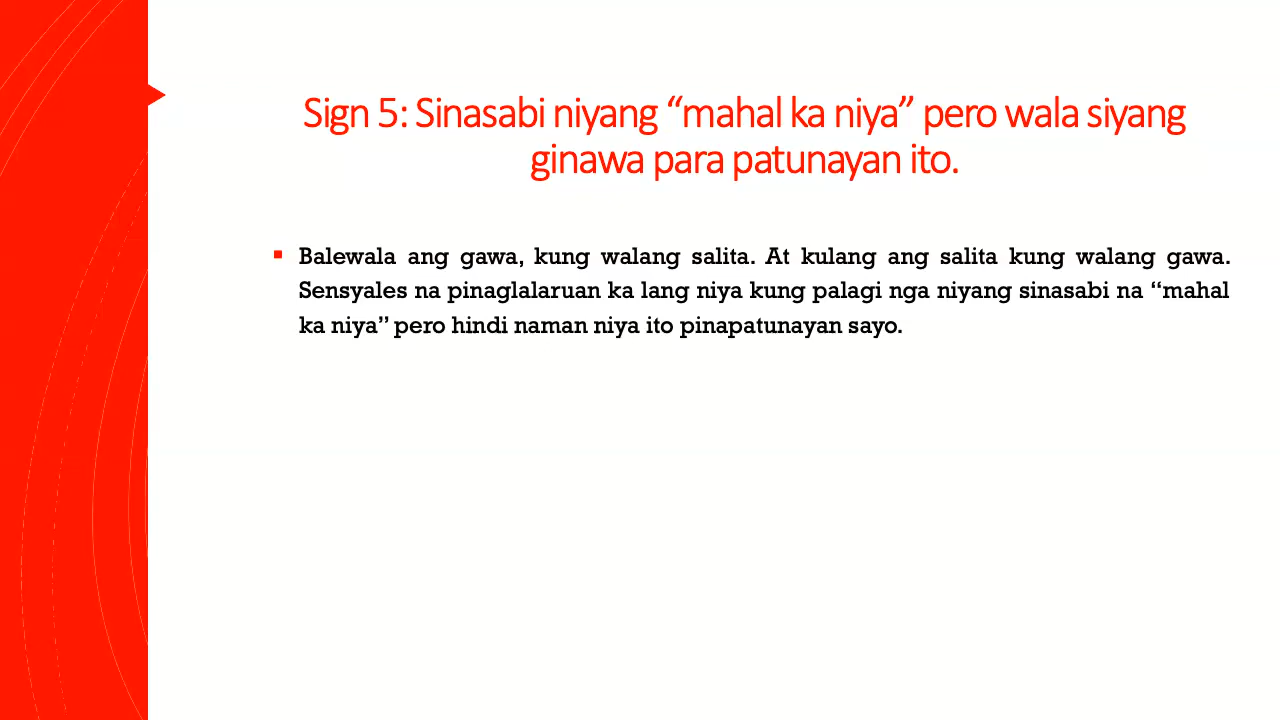 Sign 5: Sinasabi niyang “mahal ka niya” pero wala siyang
ginawa para patunayan ito.
Balewala ang gawa, kung walang salita. At kulang ang salita kung walang gawa.
Sensyales na pinaglalaruan ka lang niya kung palagi nga niyang sinasabi na “mahal
ka niya” pero hindi naman niya ito pinapatunayan sayo.